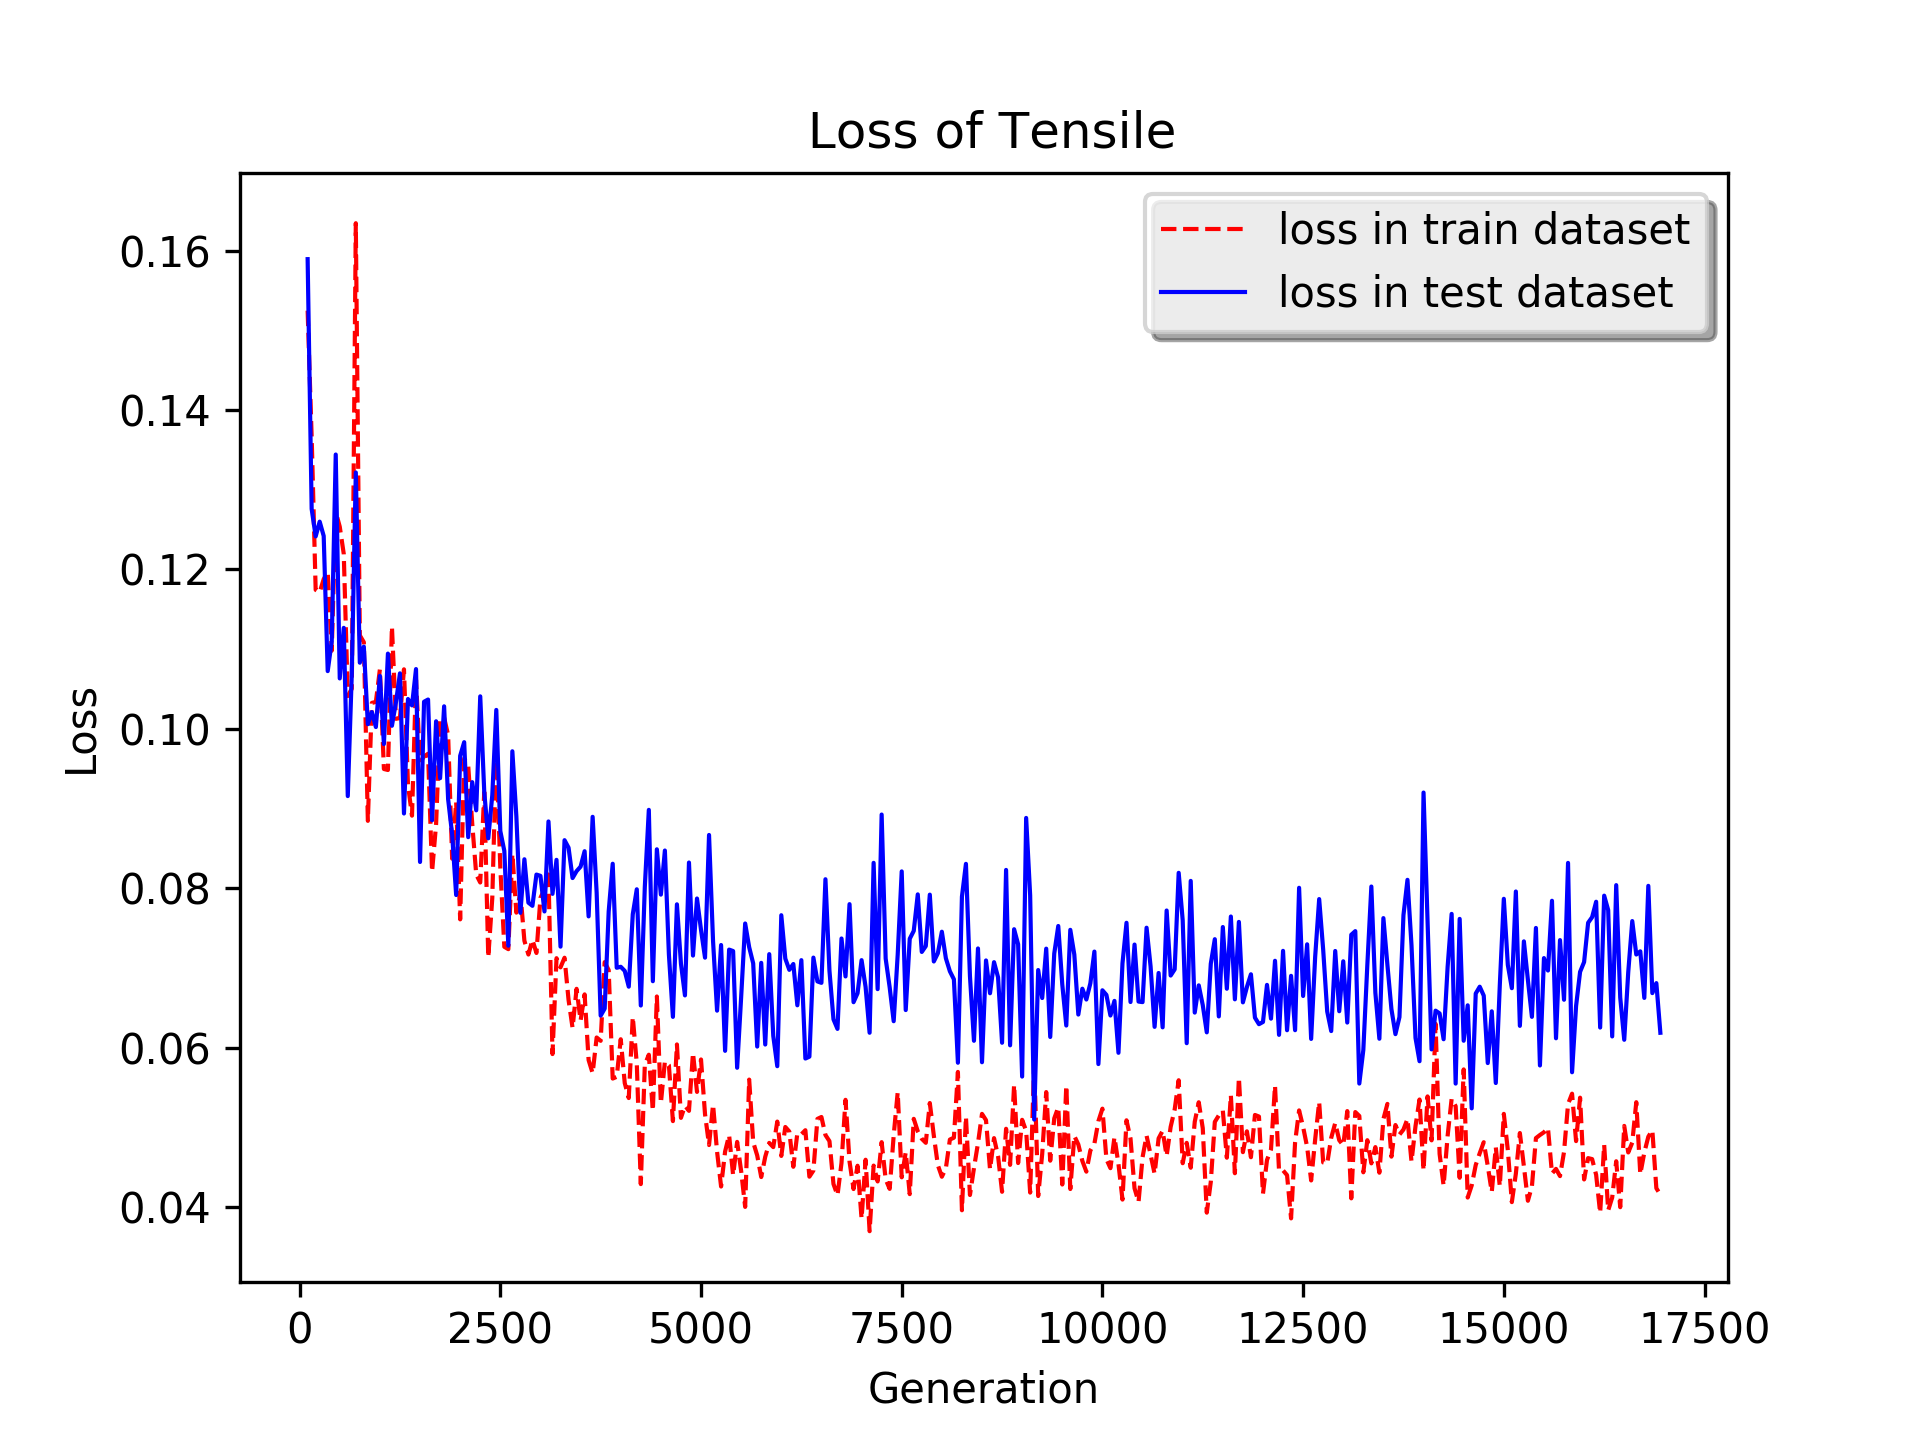 Loss of Tensile
loss in train dataset
loss in test dataset
0.16
0.14
0.12
0.10
0.08
0.06
0.04
Loss
0 2500 5000 7500 10000 12500 15000 17500
Generation